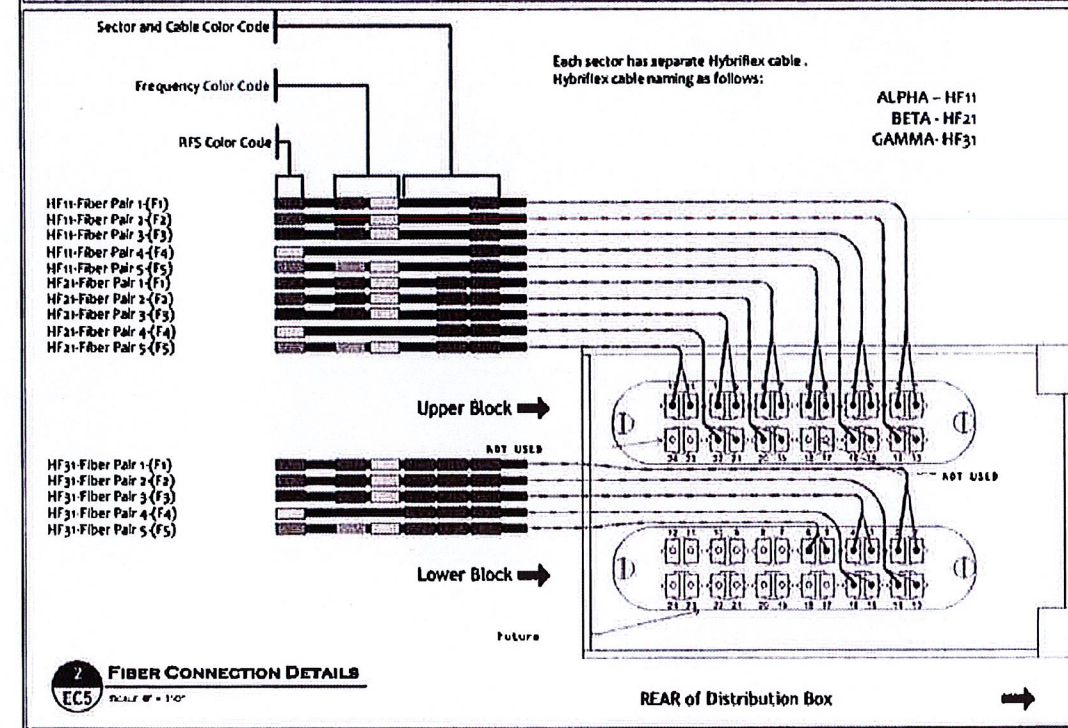 Sector and Cable Color Code
Each sector has separate Hybriflex cable.
Hybriflex cable naming as follows:
Frequency Color Code
ALPHA - HF11
BETA - HF21
GAMMA- HF31
RFS Color Code
HF11-Fiber Pair 1-(F1)
HF11-Fiber Pair 2-(F2)
HF11-Fiber Pair 3-(F3)
HF11-Fiber Pair 4-(F4)
HF11-Fiber Pair 5-(F5)
HF21-Fiber Pair 1-(F1)
HF21-Fiber Pair 2-(F2)
HF21-Fiber Pair 3-(F3)
HF21-Fiber Pair 4-(F4)
HF21-Fiber Pair 5-(F5)
Upper Block
NOT USED
NOT USED
HF31-Fiber Pair 1-(F1)
HF31-Fiber Pair 2-(F2)
HF31-Fiber Pair 3-(F3)
HF31-Fiber Pair 4-(F4)
HF31-Fiber Pair 5-(F5)
Lower Block
Future
2
EC5
FIBER CONNECTION DETAILS
REAR of Distribution Box